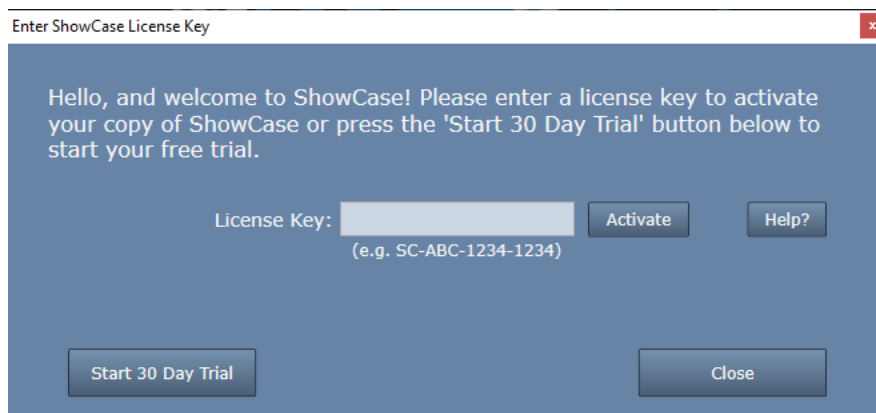 Enter ShowCase License Key
x
Hello, and welcome to ShowCase! Please enter a license key to activate
your copy of ShowCase or press the 'Start 30 Day Trial' button below to
start your free trial.
License Key:
Activate
Help?
(e.g. SC-ABC-1234-1234)
Start 30 Day Trial
Close